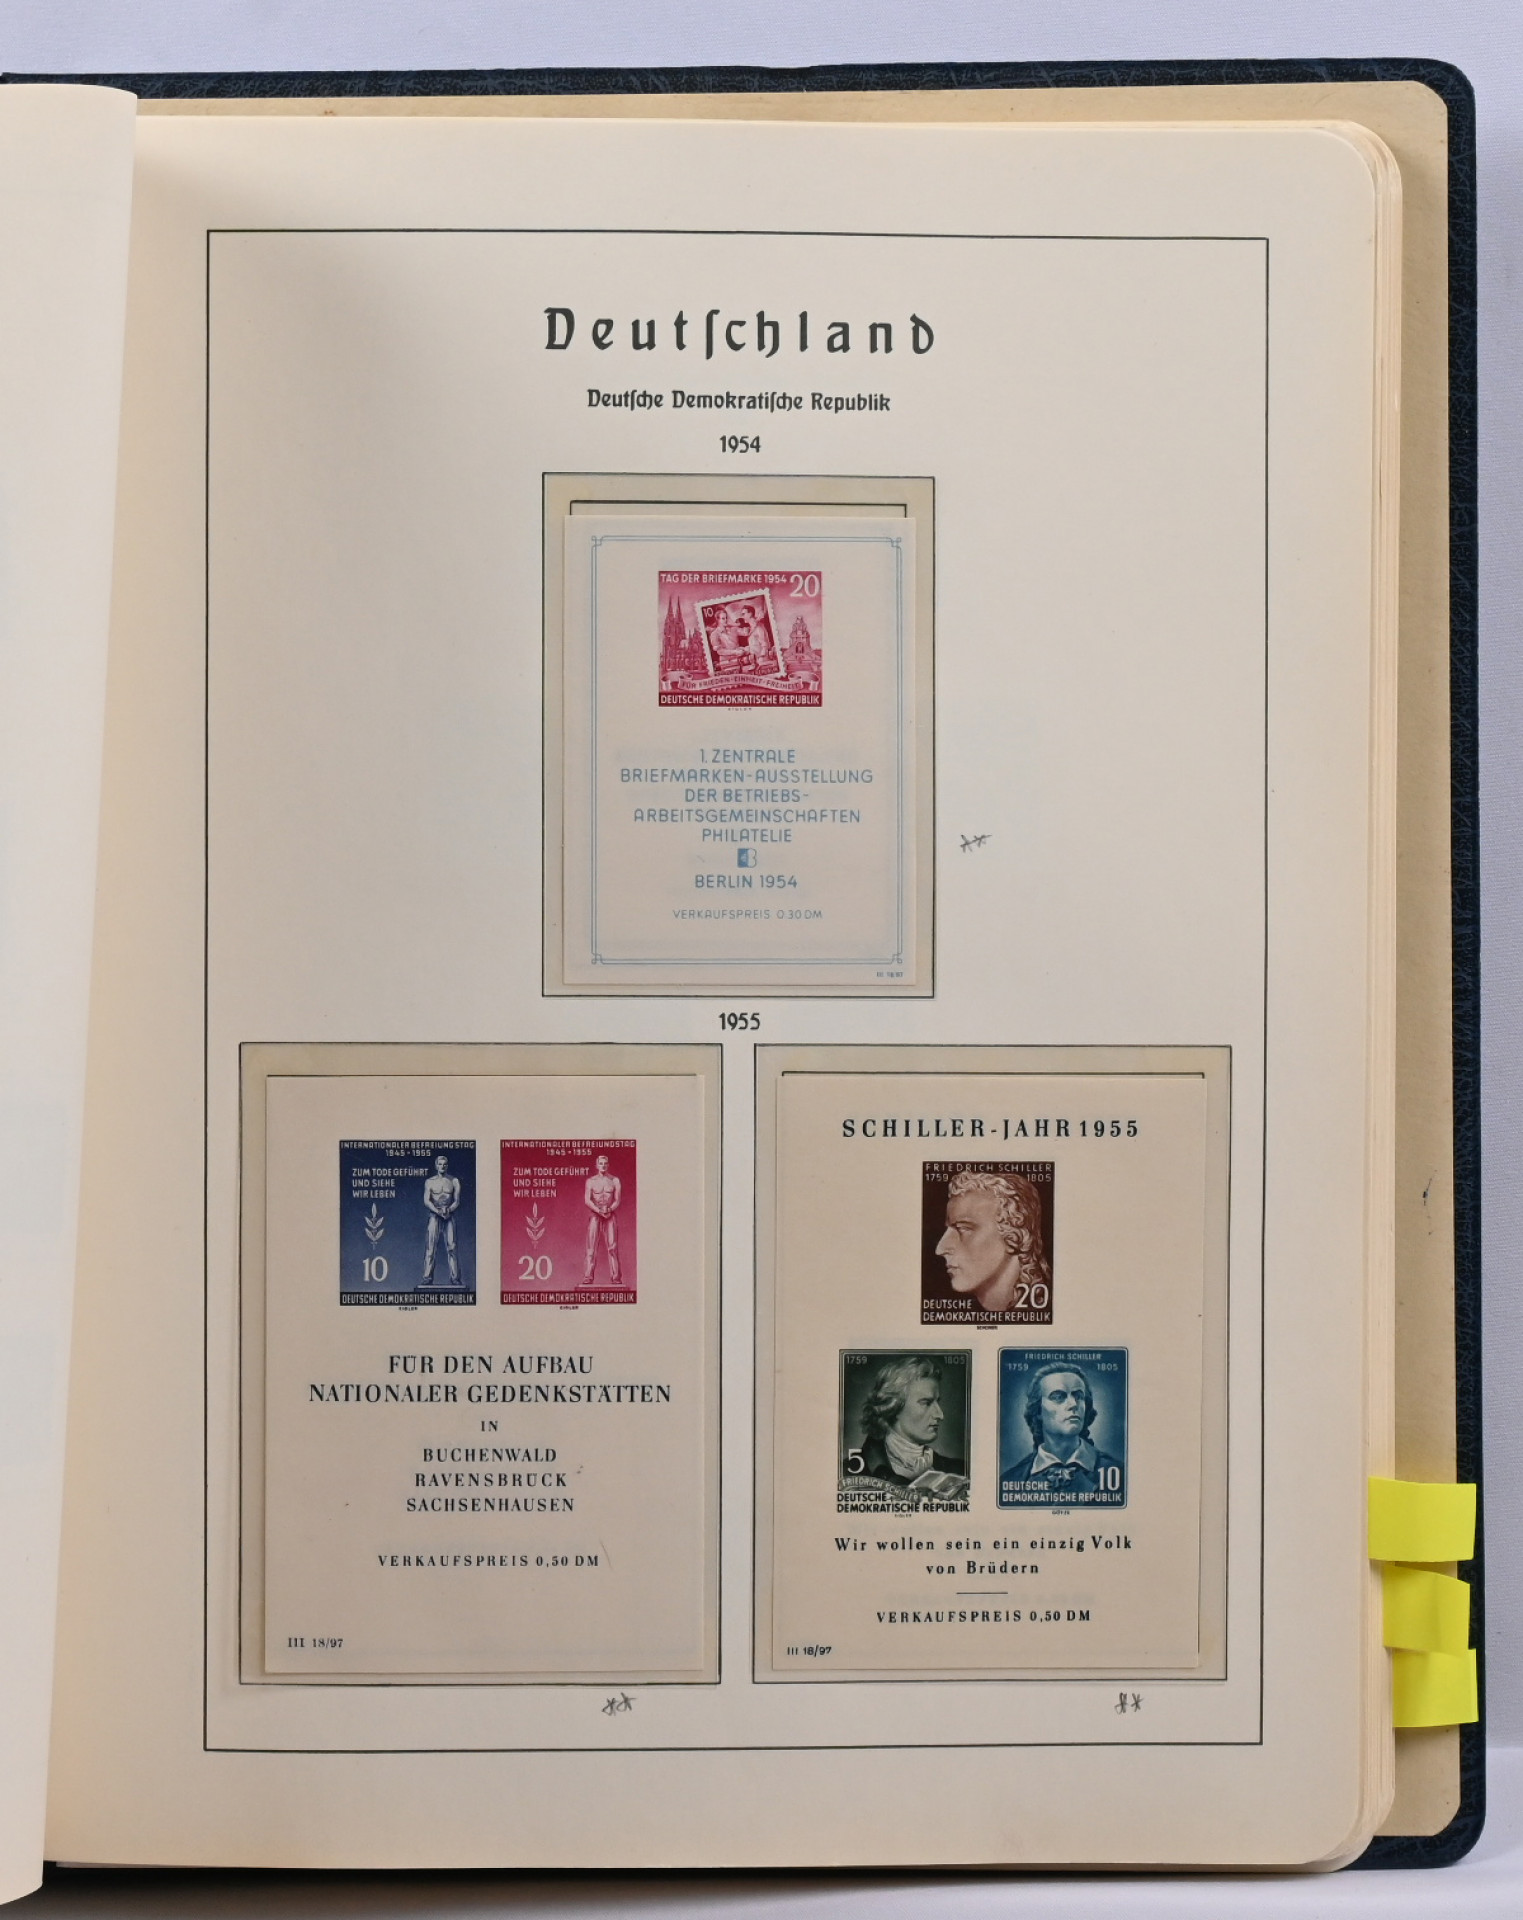 Deutſchland
Deutſche Demokratiſche Republik
1954
TAG DER BRIEFMARKE 1954 20
10
FÜR FRIEDEN · EINHEIT · FREIHEIT
DEUTSCHE DEMOKRATISCHE REPUBLIK
1. ZENTRALE
BRIEFMARKEN-AUSSTELLUNG
DER BETRIEBS-
ARBEITSGEMEINSCHAFTEN
PHILATELIE
BERLIN 1954
VERKAUFSPREIS 0.30 DM
III 18/97
**
1955
INTERNATIONALER BEFREIUNGSTAG
1945 - 1955
ZUM TODE GEFÜHRT
UND SIEHE
WIR LEBEN
10
DEUTSCHE DEMOKRATISCHE REPUBLIK
INTERNATIONALER BEFREIUNGSTAG
1945 - 1955
ZUM TODE GEFÜHRT
UND SIEHE
WIR LEBEN
20
DEUTSCHE DEMOKRATISCHE REPUBLIK
FÜR DEN AUFBAU
NATIONALER GEDENKSTÄTTEN
IN
BUCHENWALD
RAVENSBRÜCK
SACHSENHAUSEN
VERKAUFSPREIS 0,50 DM
III 18/97
**
SCHILLER-JAHR 1955
FRIEDRICH SCHILLER
1759 1805
20
DEUTSCHE
DEMOKRATISCHE REPUBLIK
1759 1805
5
FRIEDRICH SCHILLER
DEUTSCHE
DEMOKRATISCHE REPUBLIK
FRIEDRICH SCHILLER
1759 1805
10
DEUTSCHE
DEMOKRATISCHE REPUBLIK
Wir wollen sein ein einzig Volk
von Brüdern
VERKAUFSPREIS 0,50 DM
III 18/97
**